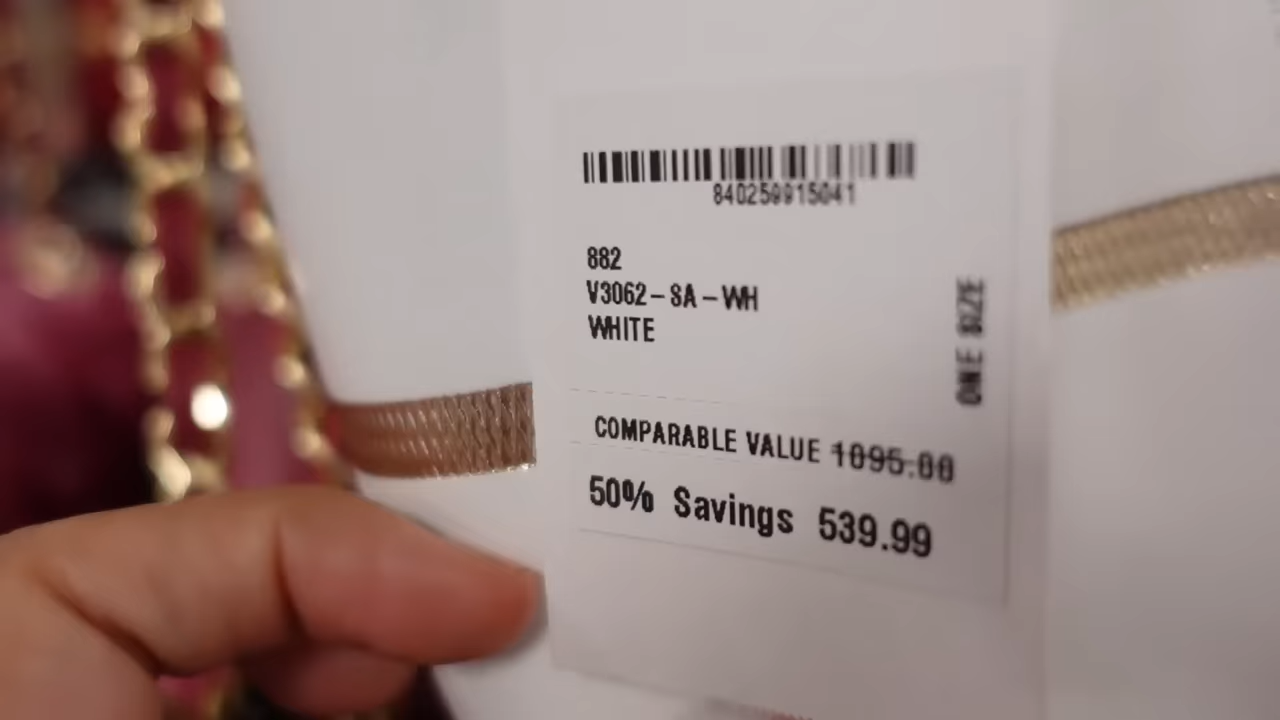 840259915041
882
V3062-SA-WH
WHITE
ONE SIZE
COMPARABLE VALUE 1095.00
50% Savings 539.99